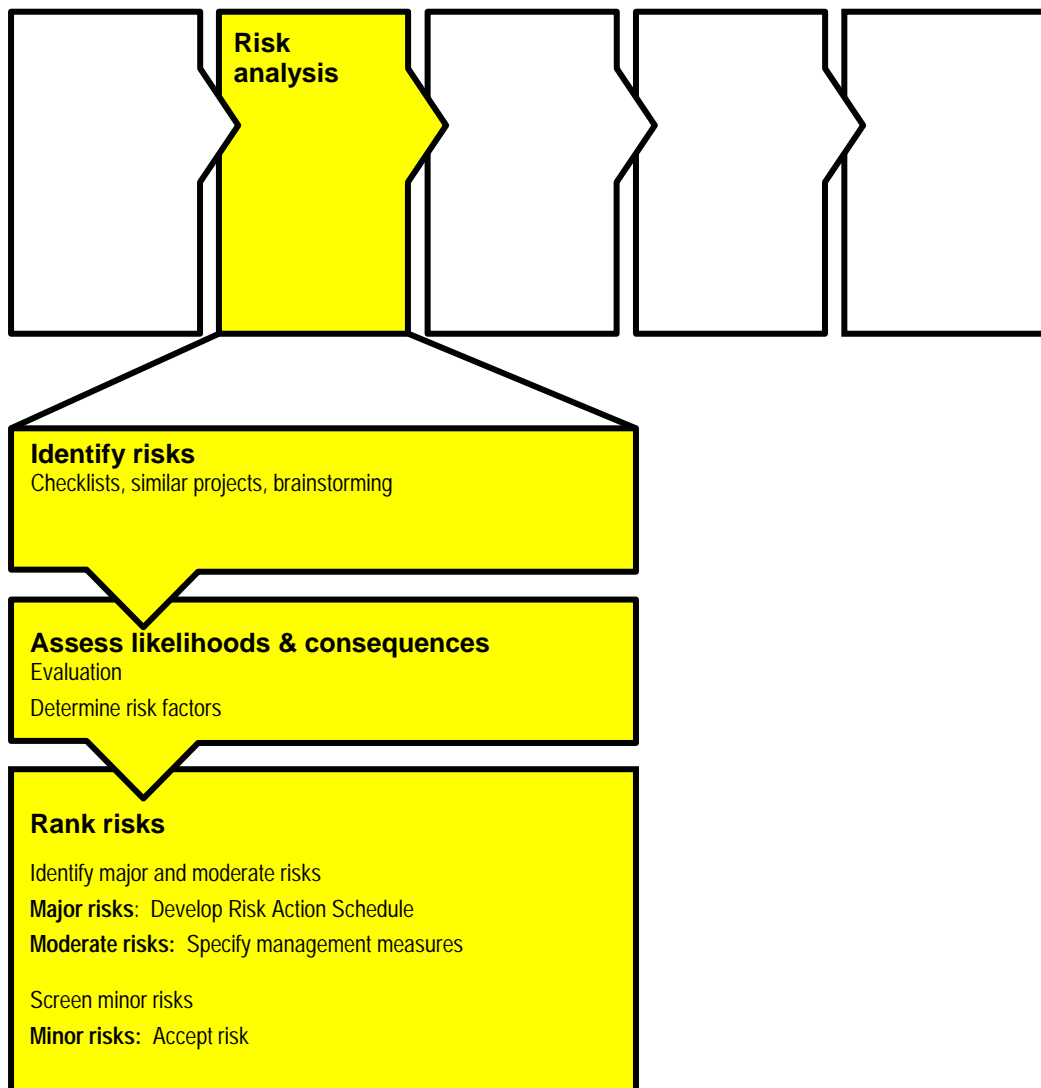 Risk
analysis
Identify risks
Checklists, similar projects, brainstorming
Assess likelihoods & consequences
Evaluation
Determine risk factors
Rank risks
Identify major and moderate risks
Major risks:  Develop Risk Action Schedule
Moderate risks:  Specify management measures
Screen minor risks
Minor risks:  Accept risk